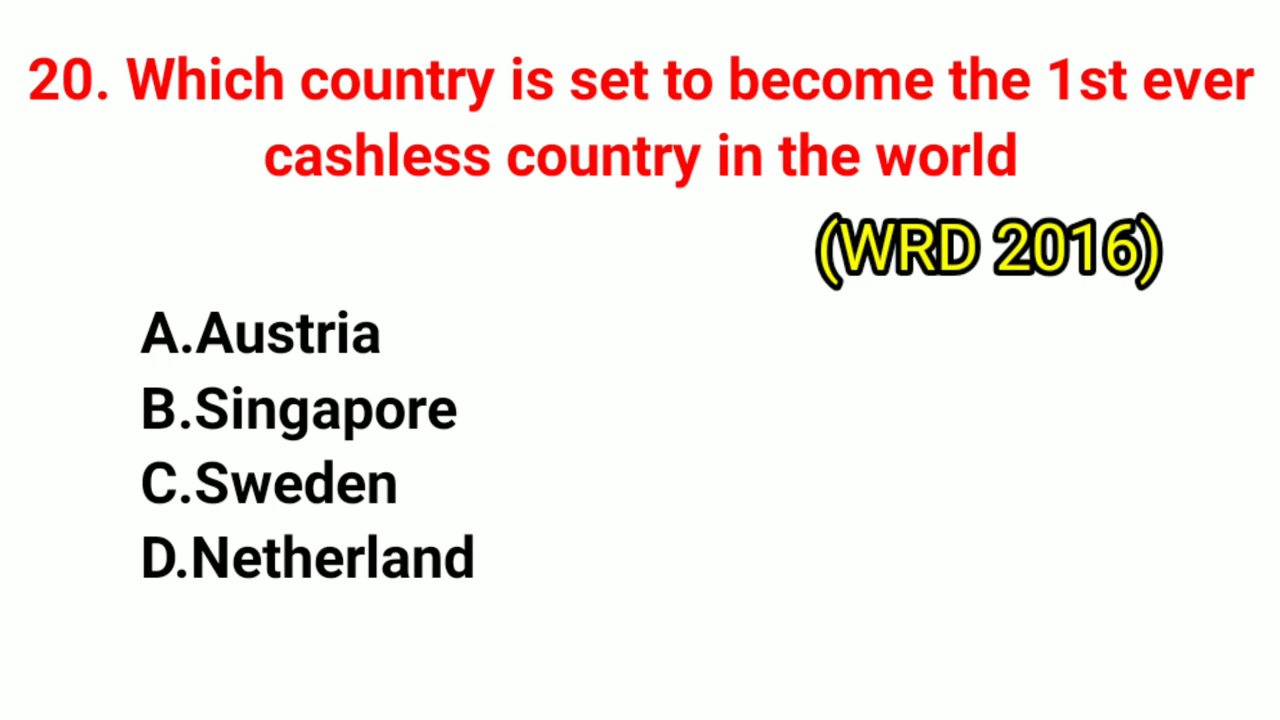 20. Which country is set to become the 1st ever
cashless country in the world
(WRD 2016)
A.Austria
B.Singapore
C.Sweden
D.Netherland